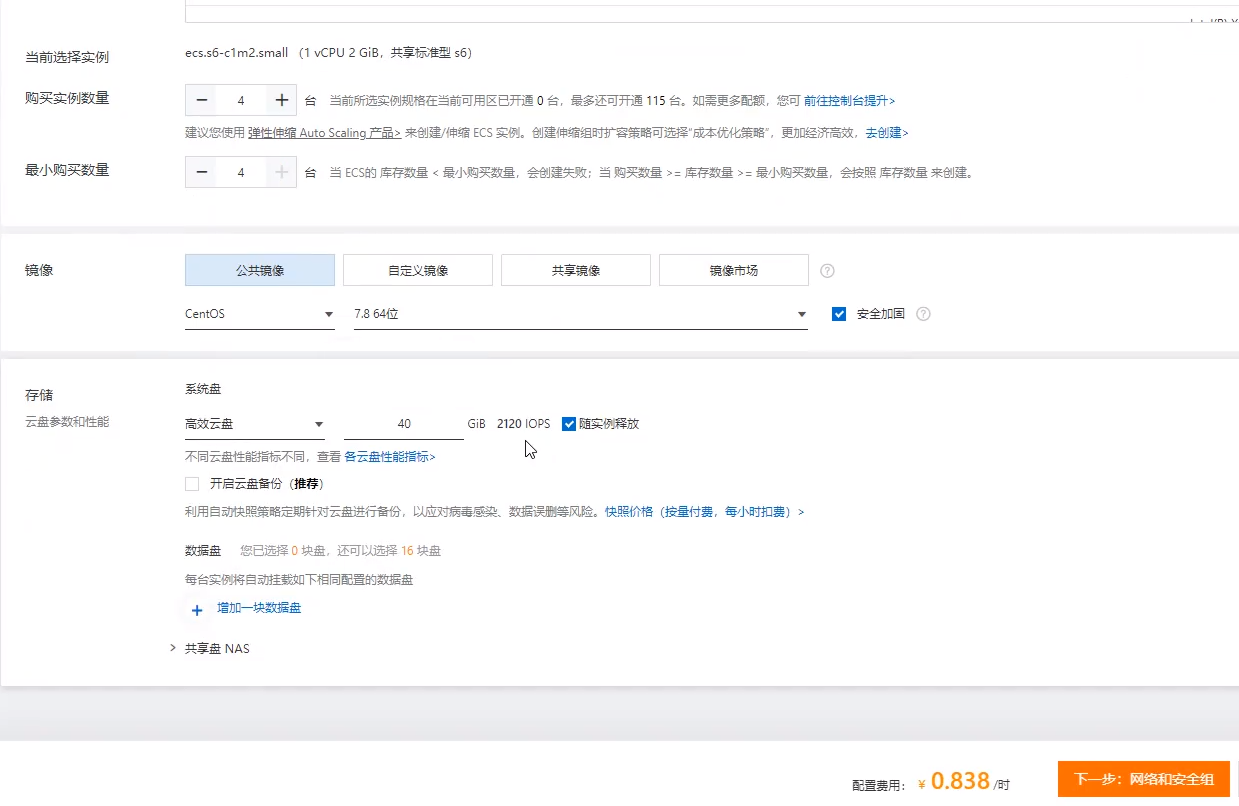 当前选择实例 ecs.s6-c1m2.small （1 vCPU 2 GiB，共享标准型 s6）
购买实例数量 4 台 当前所选实例规格在当前可用区已开通 0 台，最多还可开通 115 台。如需更多配额，您可 前往控制台提升>
建议您使用 弹性伸缩 Auto Scaling 产品> 来创建/伸缩 ECS 实例。创建伸缩组时扩容策略可选择“成本优化策略”，更加经济高效，去创建>
最小购买数量 4 台 当 ECS的 库存数量 < 最小购买数量，会创建失败；当 购买数量 >= 库存数量 >= 最小购买数量，会按照 库存数量 来创建。
镜像 公共镜像 自定义镜像 共享镜像 镜像市场 ?
CentOS 7.8 64位 安全加固 ?
存储 系统盘
云盘参数和性能 高效云盘 40 GiB 2120 IOPS 随实例释放
不同云盘性能指标不同，查看 各云盘性能指标>
开启云盘备份（推荐）
利用自动快照策略定期针对云盘进行备份，以应对病毒感染、数据误删等风险。快照价格（按量付费，每小时扣费）>
数据盘 您已选择 0 块盘，还可以选择 16 块盘
每台实例将自动挂载如下相同配置的数据盘
+ 增加一块数据盘
> 共享盘 NAS
配置费用： ¥ 0.838 /时 下一步：网络和安全组